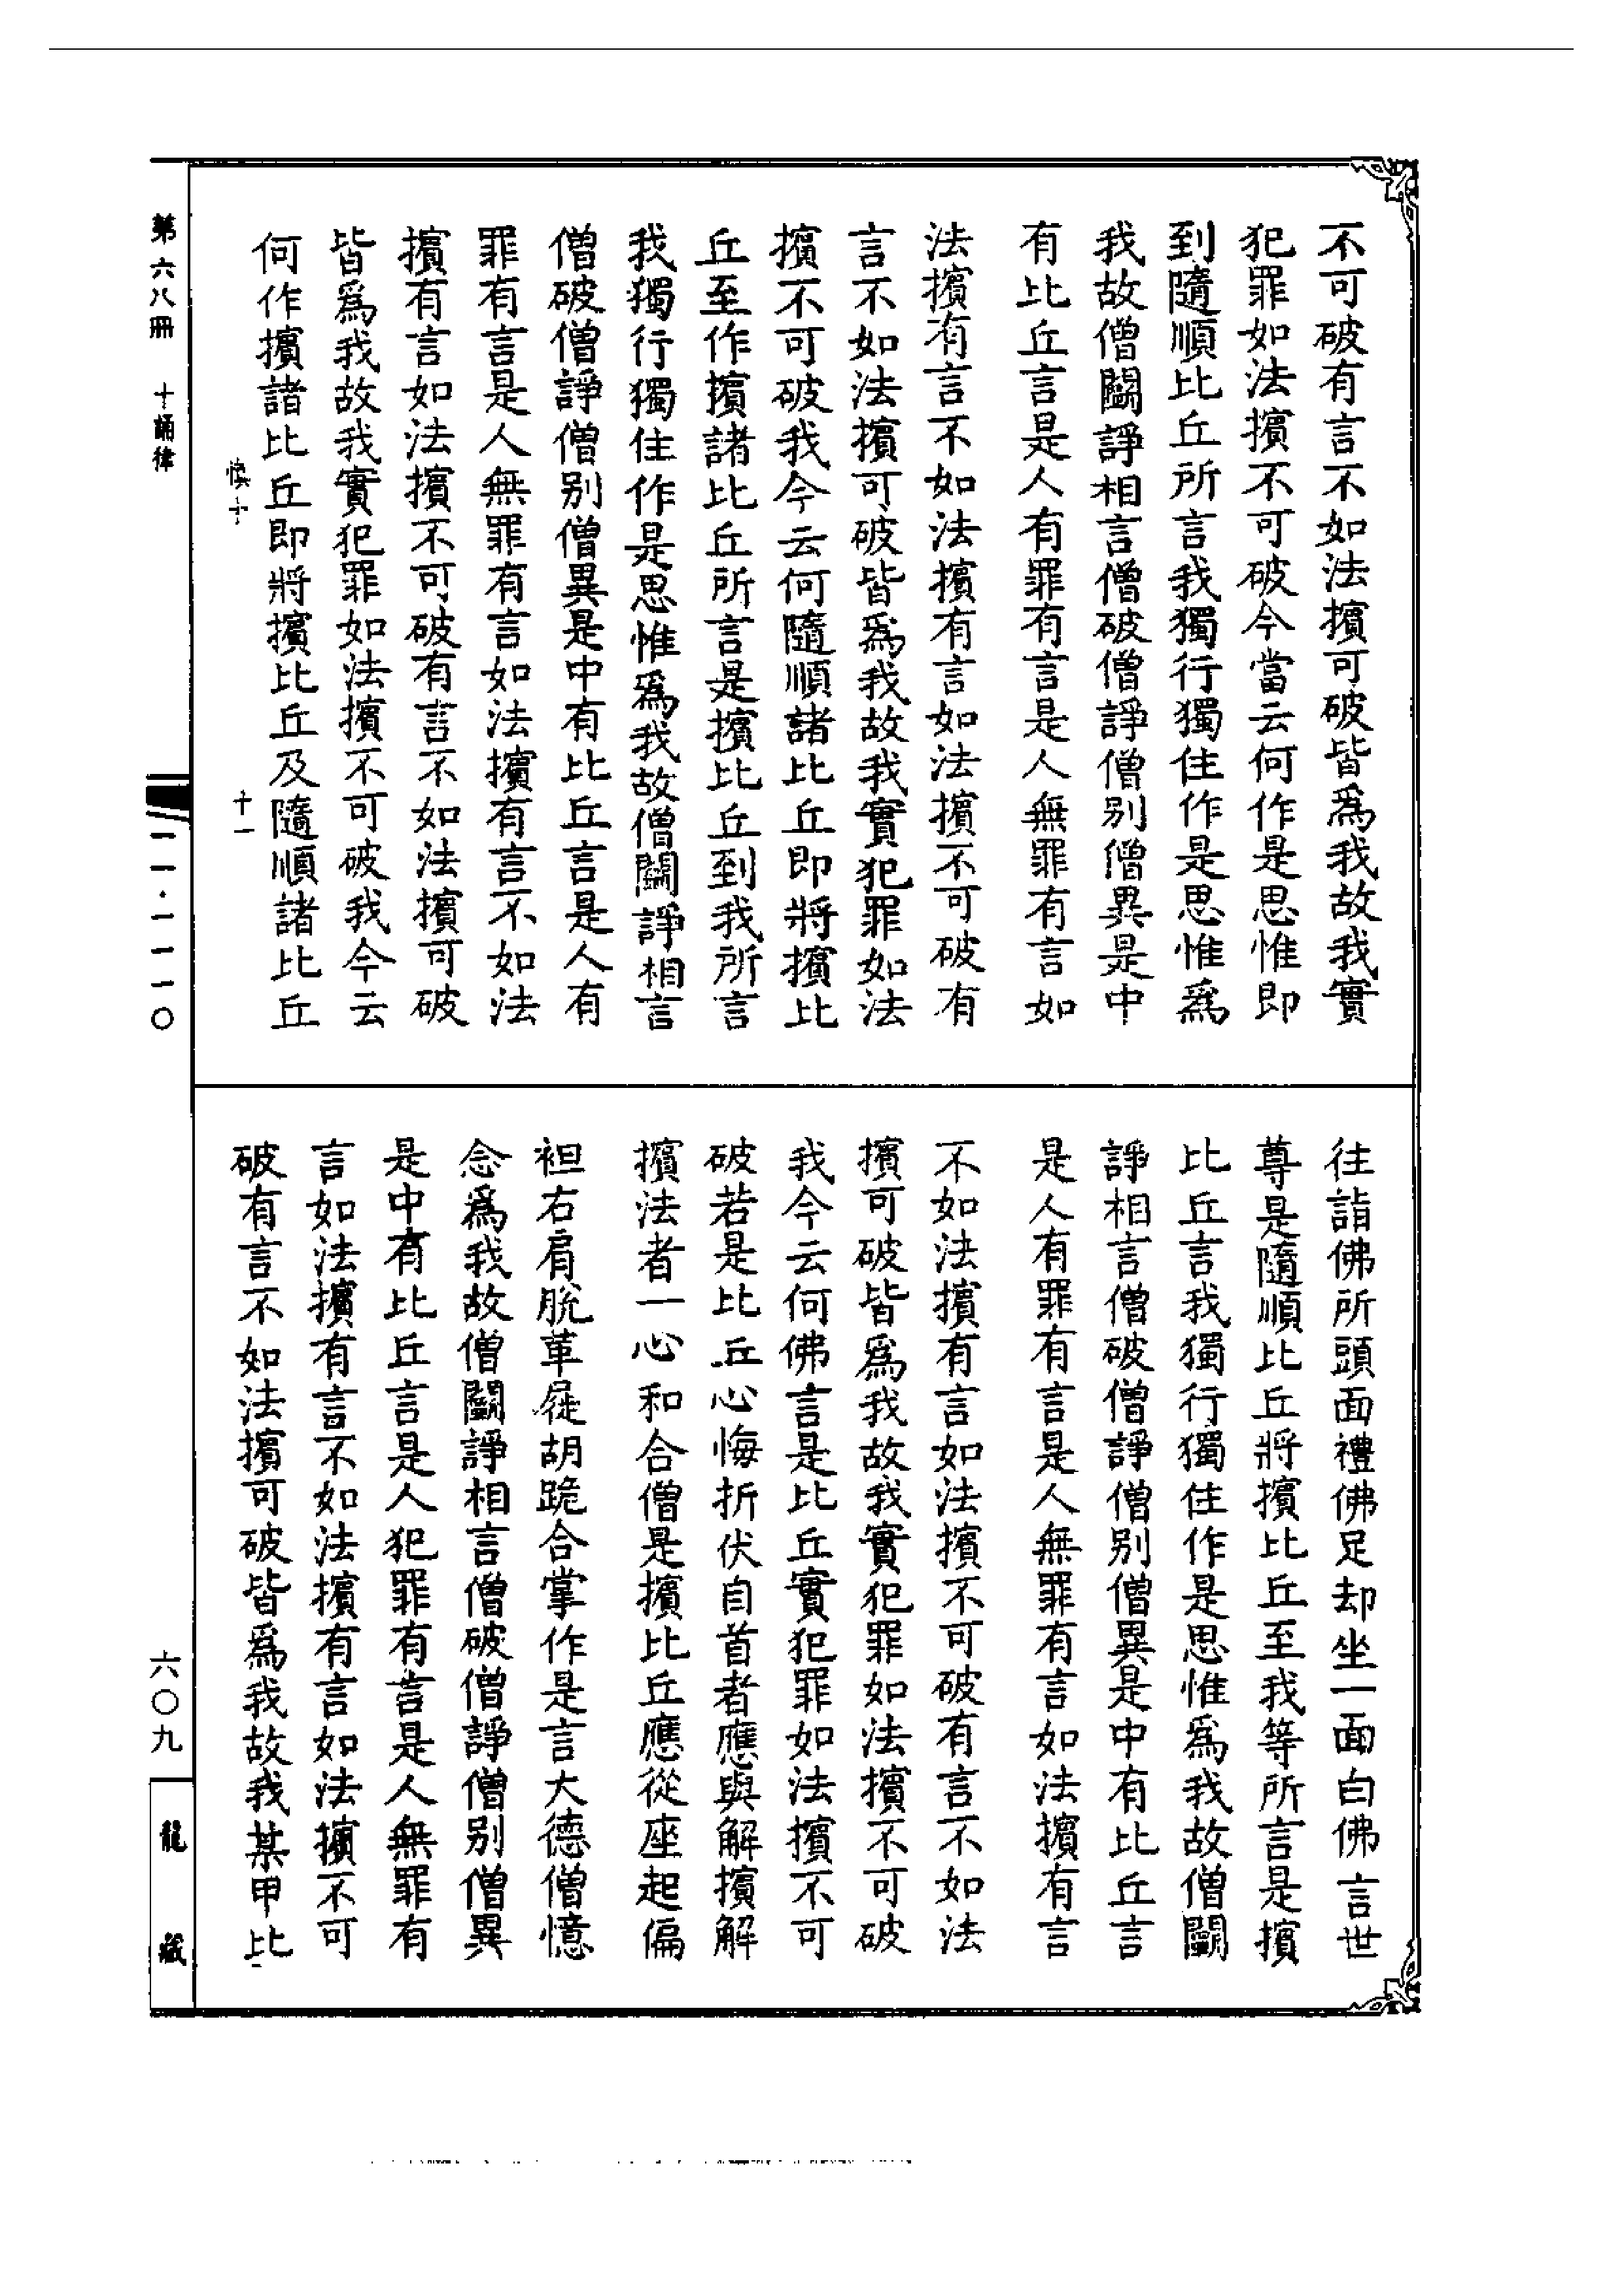 不可破有言不如法擯可破皆爲我故我實
犯罪如法擯不可破今當云何作是思惟即
到隨順比丘所言我獨行獨住作是思惟爲
我故僧鬭諍相言僧破僧諍僧别僧異是中
有比丘言是人有罪有言是人無罪有言如
法擯有言不如法擯有言如法擯不可破有
言不如法擯可破皆爲我故我實犯罪如法
擯不可破我今云何隨順諸比丘即將擯比
丘至作擯諸比丘所言是擯比丘到我所言
我獨行獨住作是思惟爲我故僧鬭諍相言
僧破僧諍僧别僧異是中有比丘言是人有
罪有言是人無罪有言如法擯有言不如法
擯有言如法擯不可破有言不如法擯可破
皆爲我故我實犯罪如法擯不可破我今云
何作擯諸比丘即將擯比丘及隨順諸比丘
往詣佛所頭面禮佛足却坐一面白佛言世
尊是隨順比丘將擯比丘至我等所言是擯
比丘言我獨行獨住作是思惟爲我故僧鬭
諍相言僧破僧諍僧别僧異是中有比丘言
是人有罪有言是人無罪有言如法擯有言
不如法擯有言如法擯不可破有言不如法
擯可破皆爲我故我實犯罪如法擯不可破
我今云何佛言是比丘實犯罪如法擯不可
破若是比丘心悔折伏自首者應與解擯解
擯法者一心和合僧是擯比丘應從座起偏
袒右肩脫革屣胡跪合掌作是言大德僧憶
念爲我故僧鬭諍相言僧破僧諍僧别僧異
是中有比丘言是人犯罪有言是人無罪有
言如法擯有言不如法擯有言如法擯不可
破有言不如法擯可破皆爲我故我某甲比
十一
第六八冊 十誦律
一一·一一一〇
六〇九
龍藏